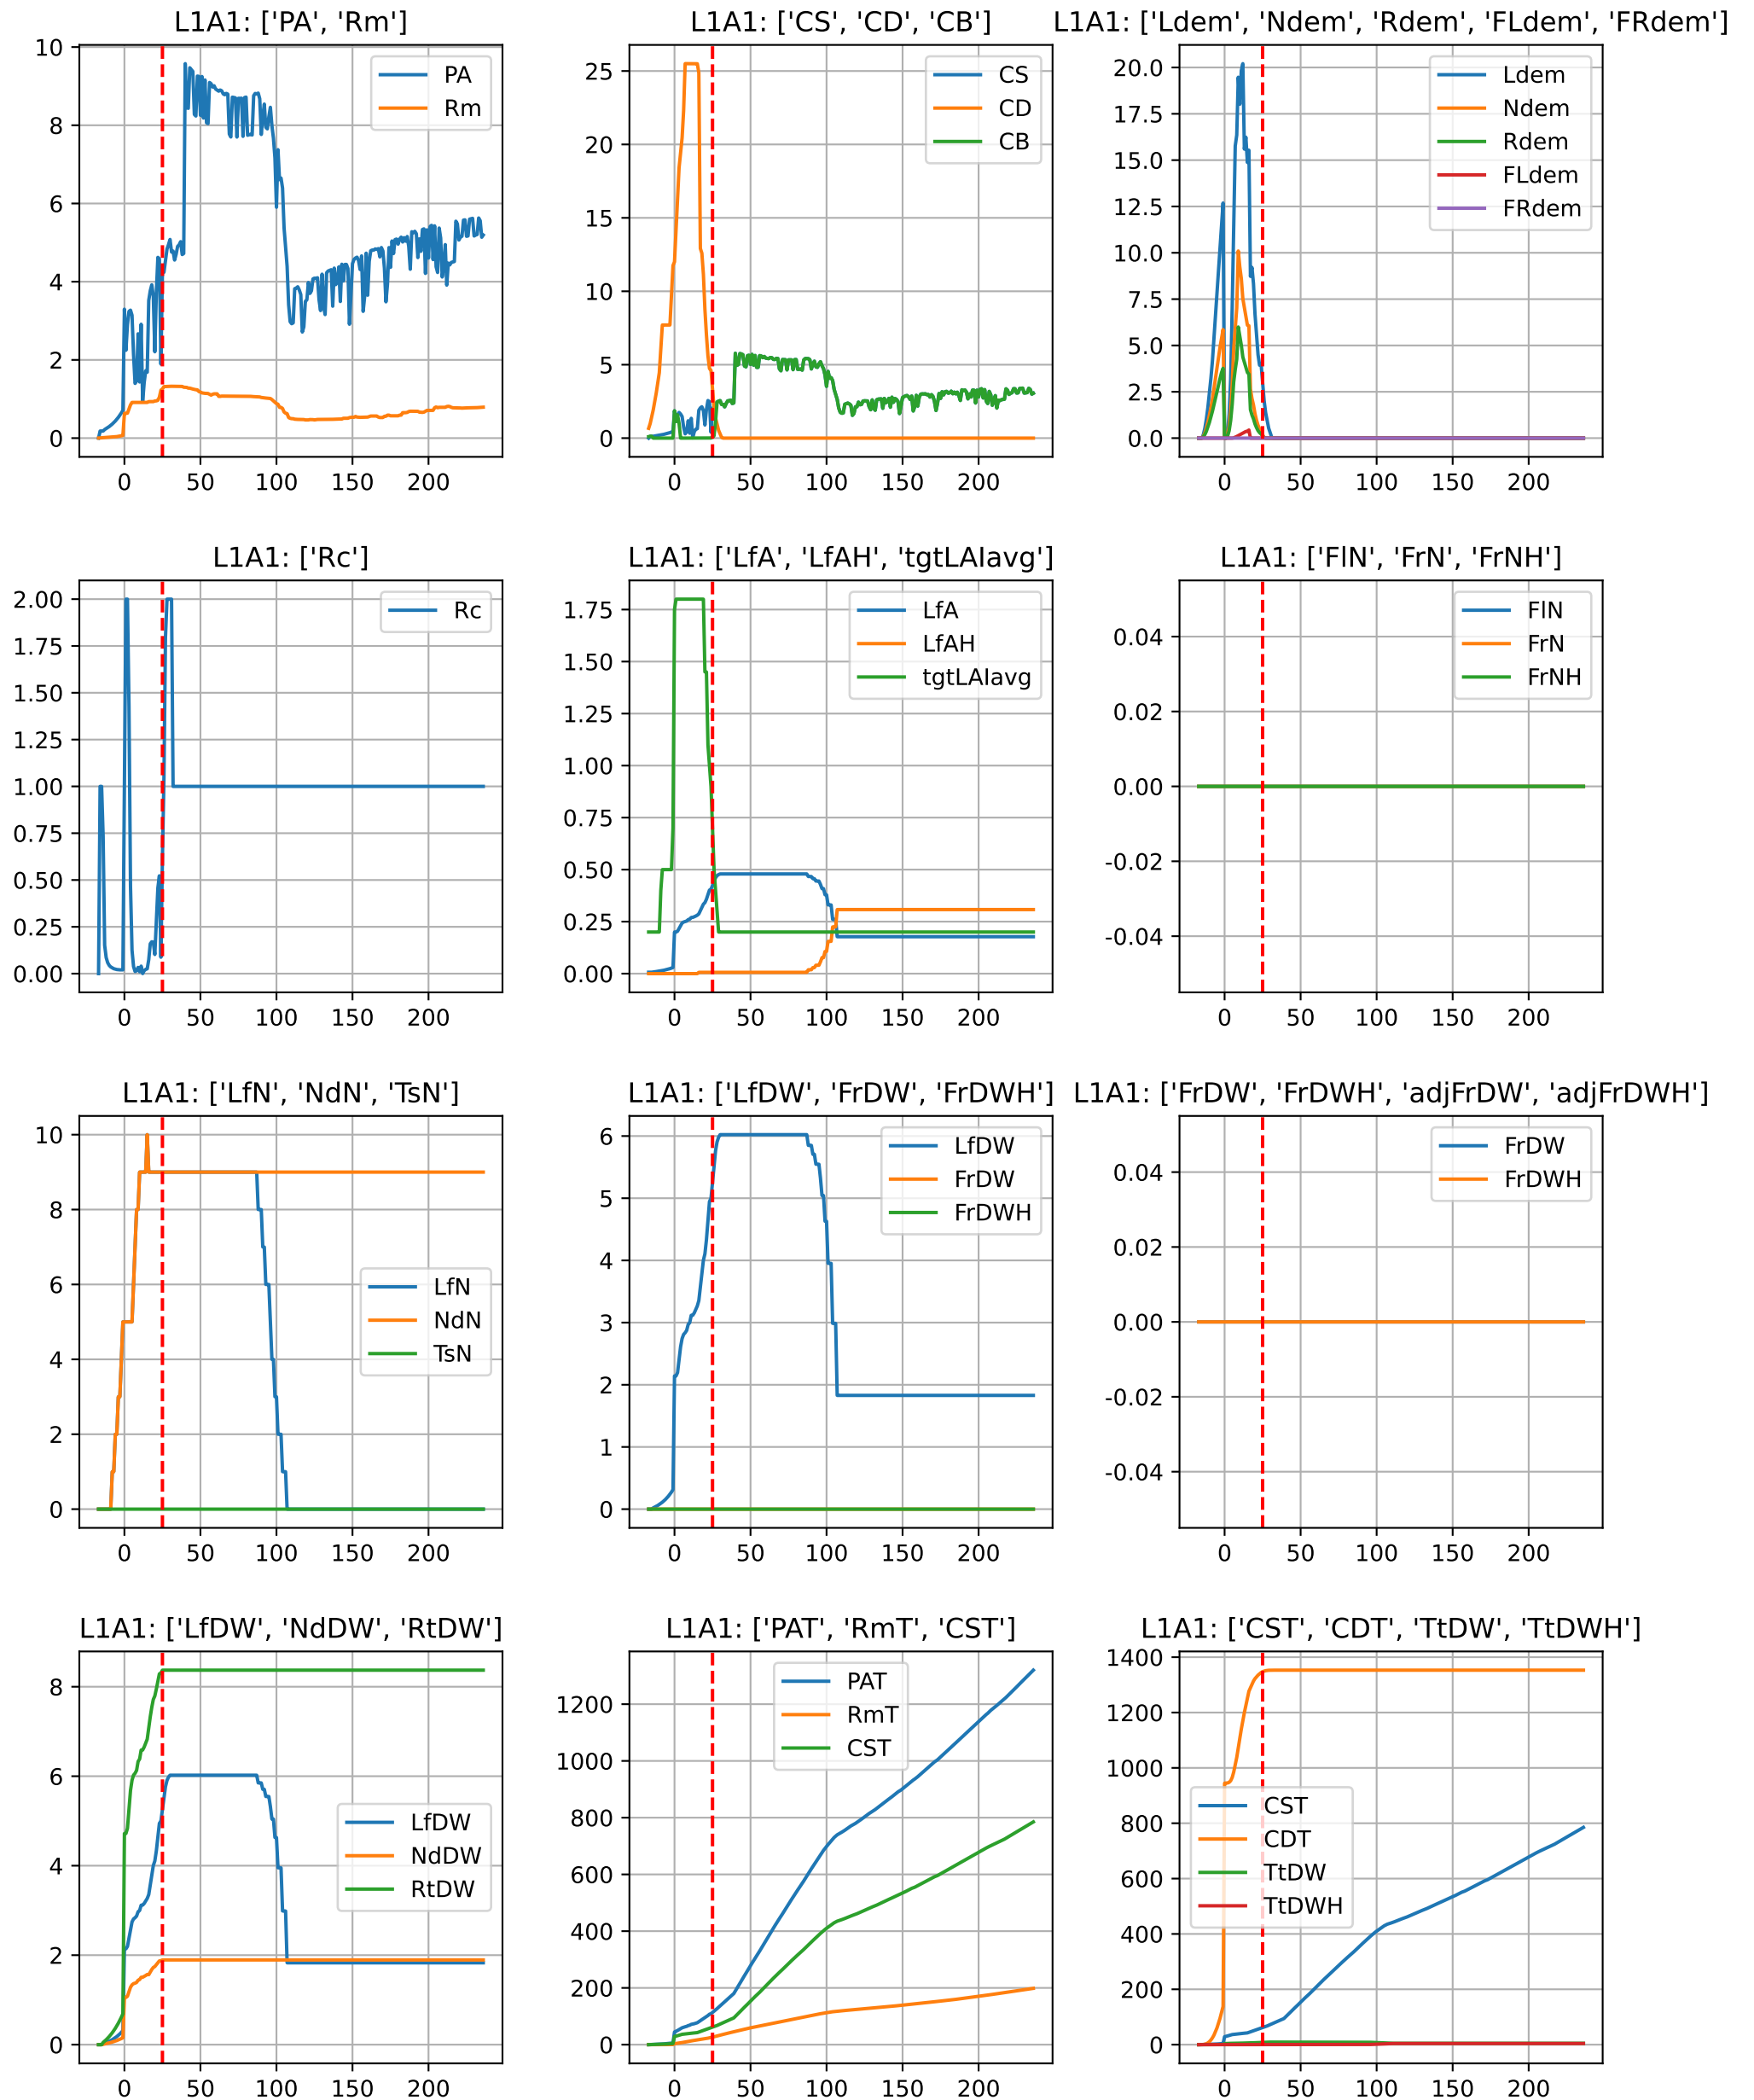 L1A1: ['PA', 'Rm']
10
8
6
4
2
0
0 50 100 150 200
PA
Rm
L1A1: ['CS', 'CD', 'CB']
25
20
15
10
5
0
0 50 100 150 200
CS
CD
CB
L1A1: ['Ldem', 'Ndem', 'Rdem', 'FLdem', 'FRdem']
20.0
17.5
15.0
12.5
10.0
7.5
5.0
2.5
0.0
0 50 100 150 200
Ldem
Ndem
Rdem
FLdem
FRdem
L1A1: ['Rc']
2.00
1.75
1.50
1.25
1.00
0.75
0.50
0.25
0.00
0 50 100 150 200
Rc
L1A1: ['LfA', 'LfAH', 'tgtLAIavg']
1.75
1.50
1.25
1.00
0.75
0.50
0.25
0.00
0 50 100 150 200
LfA
LfAH
tgtLAIavg
L1A1: ['FlN', 'FrN', 'FrNH']
0.04
0.02
0.00
-0.02
-0.04
0 50 100 150 200
FlN
FrN
FrNH
L1A1: ['LfN', 'NdN', 'TsN']
10
8
6
4
2
0
0 50 100 150 200
LfN
NdN
TsN
L1A1: ['LfDW', 'FrDW', 'FrDWH']
6
5
4
3
2
1
0
0 50 100 150 200
LfDW
FrDW
FrDWH
L1A1: ['FrDW', 'FrDWH', 'adjFrDW', 'adjFrDWH']
0.04
0.02
0.00
-0.02
-0.04
0 50 100 150 200
FrDW
FrDWH
L1A1: ['LfDW', 'NdDW', 'RtDW']
8
6
4
2
0
0 50 100 150 200
LfDW
NdDW
RtDW
L1A1: ['PAT', 'RmT', 'CST']
1200
1000
800
600
400
200
0
0 50 100 150 200
PAT
RmT
CST
L1A1: ['CST', 'CDT', 'TtDW', 'TtDWH']
1400
1200
1000
800
600
400
200
0
0 50 100 150 200
CST
CDT
TtDW
TtDWH